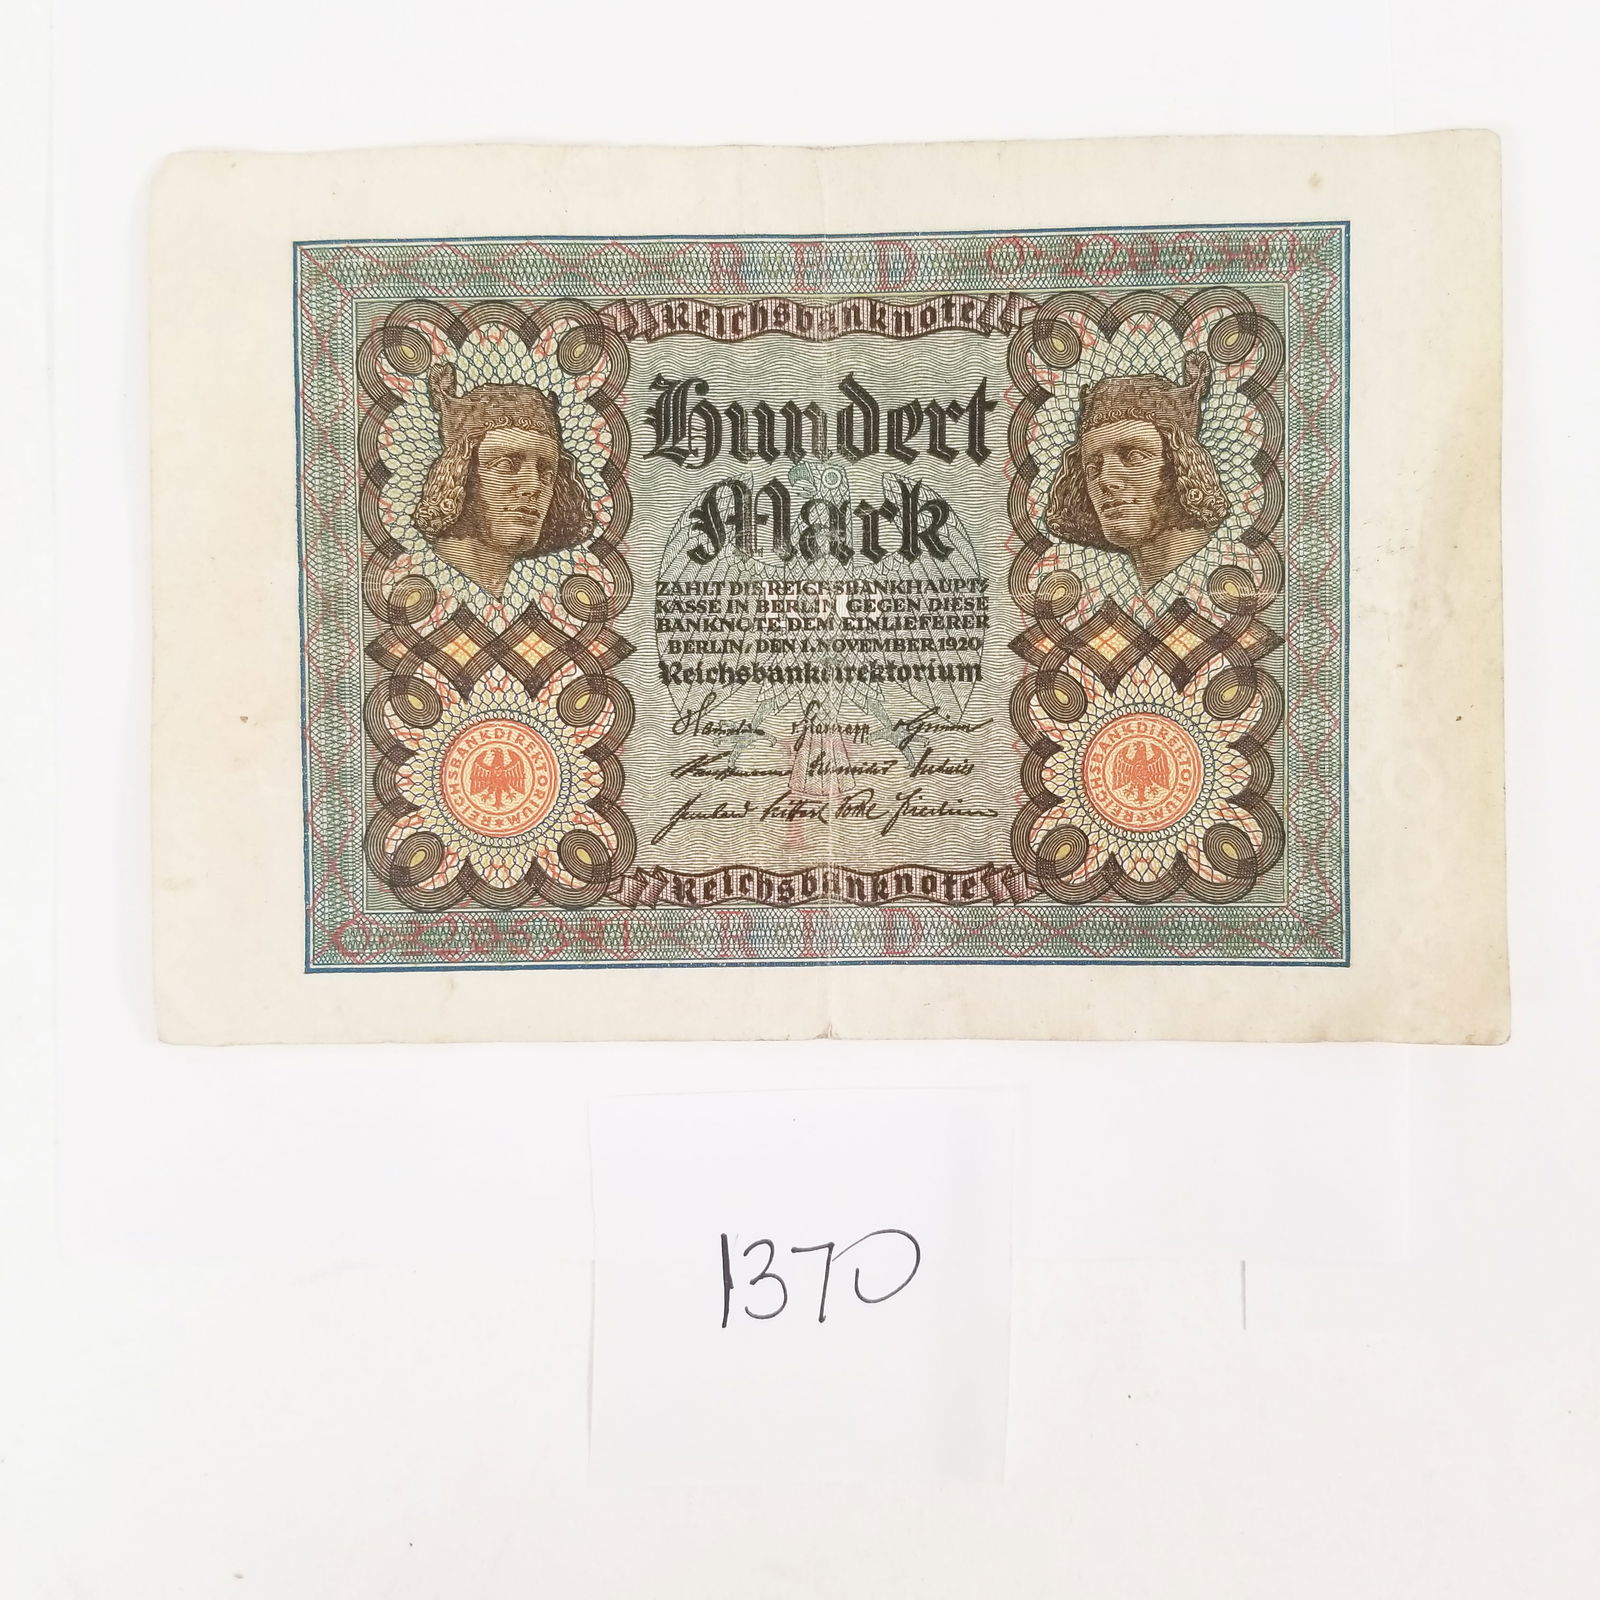 Reichsbanknote
Hundert
Mark
ZAHLT DIE REICHSBANKHAUPT-
KASSE IN BERLIN GEGEN DIESE
BANKNOTE DEM EINLIEFERER
BERLIN, DEN 1. NOVEMBER 1920
Reichsbankdirektorium
REICHSBANKDIREKTORIUM
REICHSBANKDIREKTORIUM
Reichsbanknote
1370